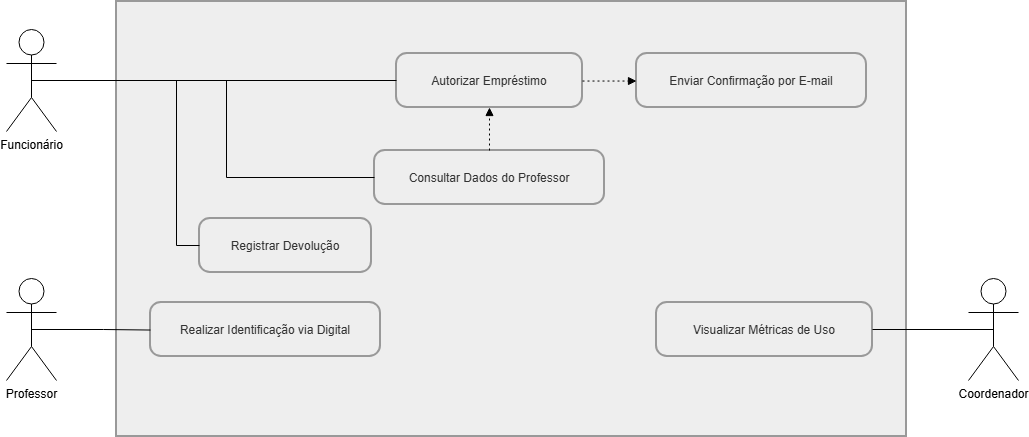 Autorizar Empréstimo
Enviar Confirmação por E-mail
Funcionário
Consultar Dados do Professor
Registrar Devolução
Realizar Identificação via Digital
Visualizar Métricas de Uso
Professor
Coordenador